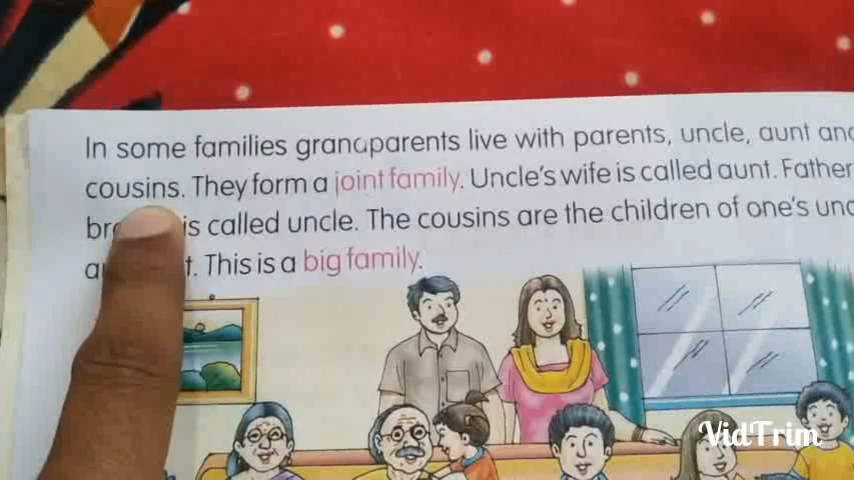 In some families grandparents live with parents, uncle, aunt and
cousins. They form a joint family. Uncle's wife is called aunt. Father
is called uncle. The cousins are the children of one's
This is a big family.
VidTrim